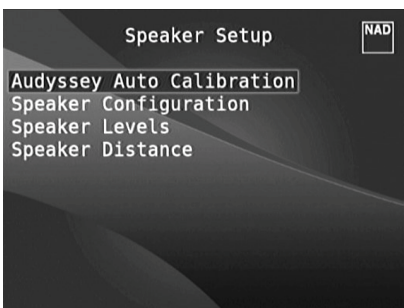 Speaker Setup
NAD
Audyssey Auto Calibration
Speaker Configuration
Speaker Levels
Speaker Distance